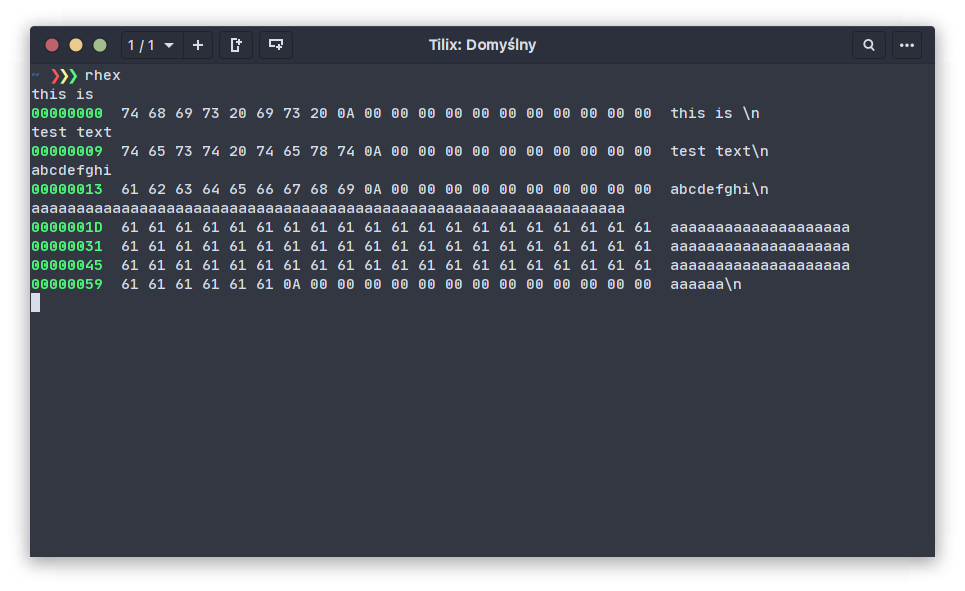 1 / 1
Tilix: Domyślny
~ ❯❯❯ rhex
this is
00000000  74 68 69 73 20 69 73 20 0A 00 00 00 00 00 00 00 00 00 00 00  this is \n
test text
00000009  74 65 73 74 20 74 65 78 74 0A 00 00 00 00 00 00 00 00 00 00  test text\n
abcdefghi
00000013  61 62 63 64 65 66 67 68 69 0A 00 00 00 00 00 00 00 00 00 00  abcdefghi\n
aaaaaaaaaaaaaaaaaaaaaaaaaaaaaaaaaaaaaaaaaaaaaaaaaaaaaaaaaaaaaaaaaa
0000001D  61 61 61 61 61 61 61 61 61 61 61 61 61 61 61 61 61 61 61 61  aaaaaaaaaaaaaaaaaaaa
00000031  61 61 61 61 61 61 61 61 61 61 61 61 61 61 61 61 61 61 61 61  aaaaaaaaaaaaaaaaaaaa
00000045  61 61 61 61 61 61 61 61 61 61 61 61 61 61 61 61 61 61 61 61  aaaaaaaaaaaaaaaaaaaa
00000059  61 61 61 61 61 61 0A 00 00 00 00 00 00 00 00 00 00 00 00 00  aaaaaa\n